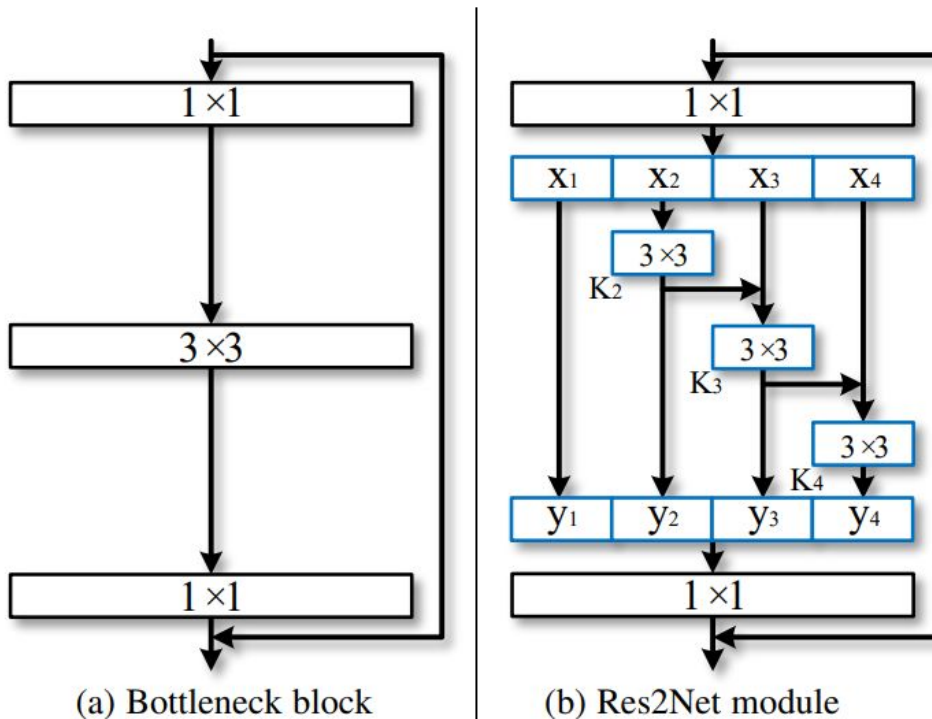 1×1
3×3
1×1
(a) Bottleneck block
1×1
x1 x2 x3 x4
3×3
K2
3×3
K3
3×3
K4
y1 y2 y3 y4
1×1
(b) Res2Net module